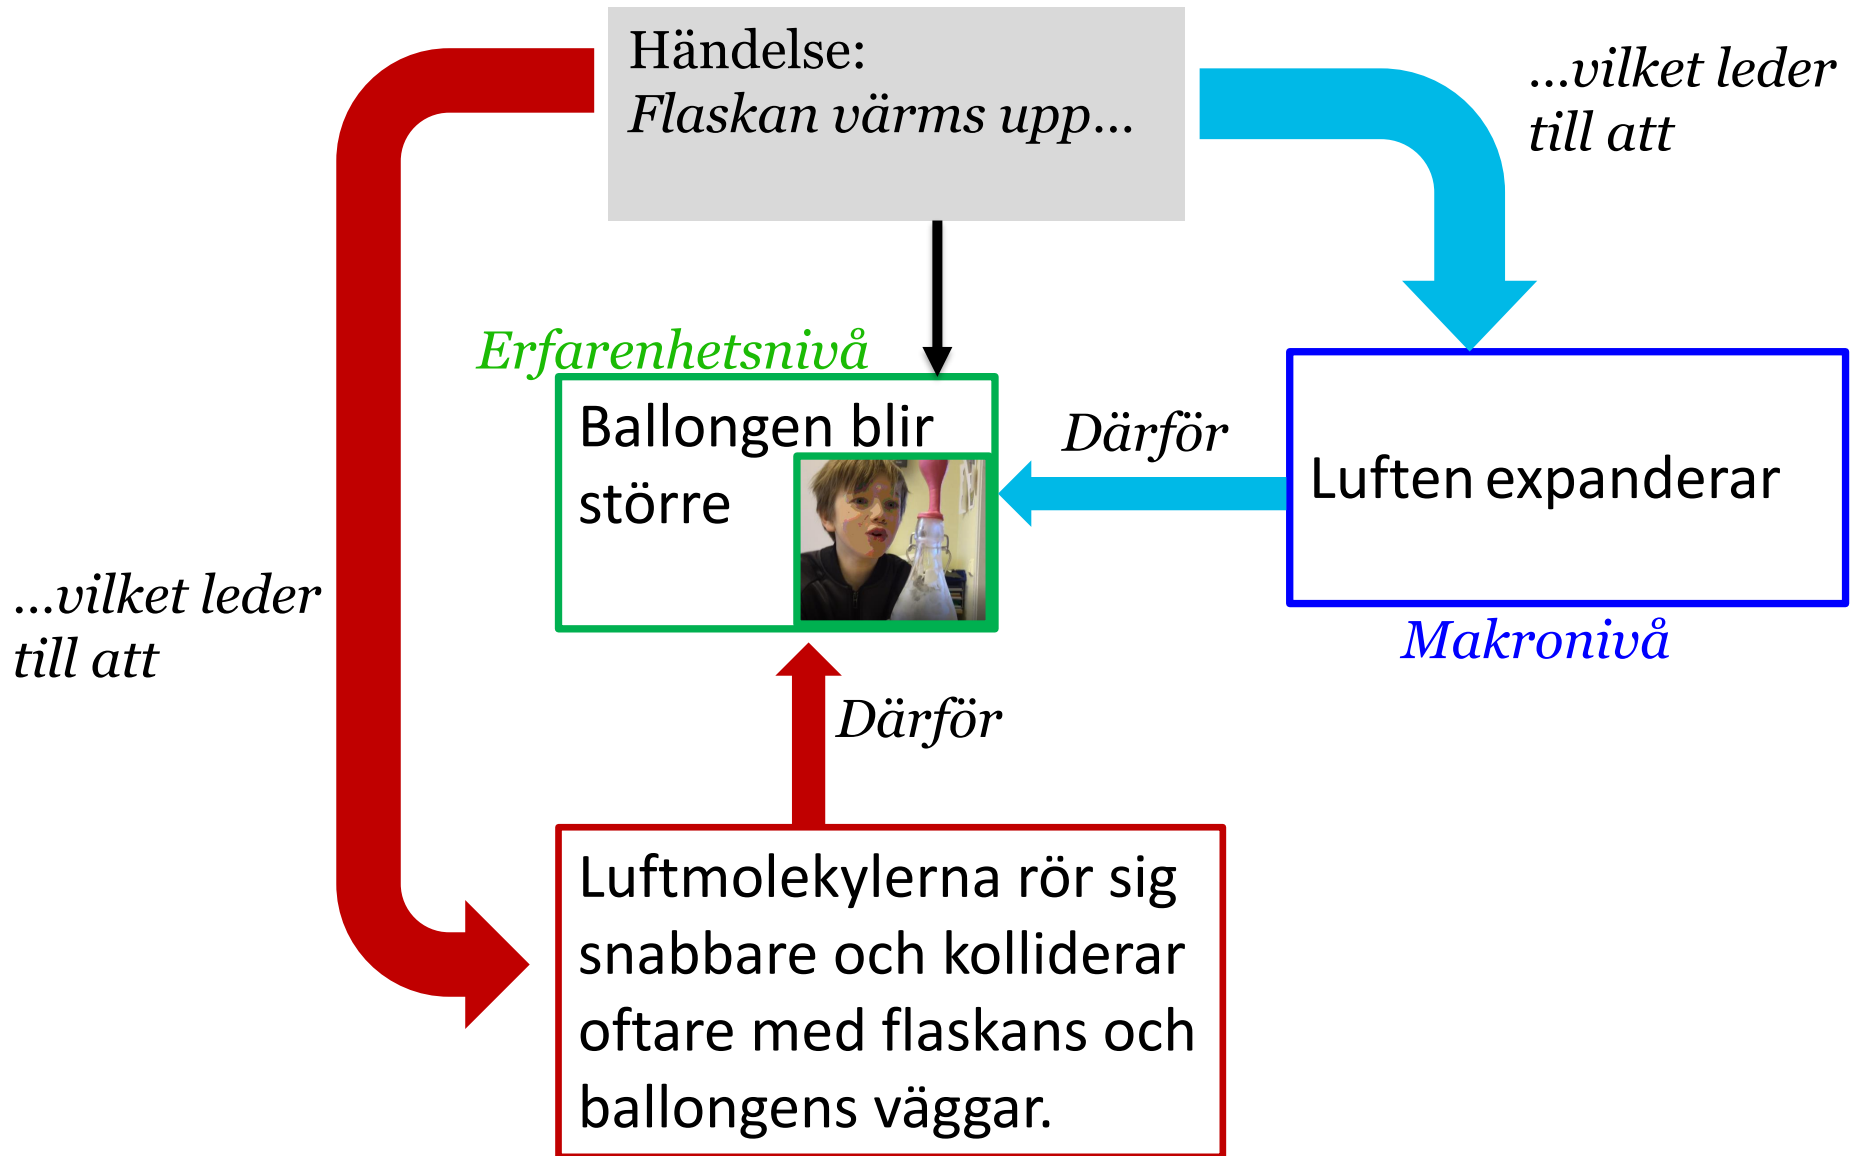 Händelse:
Flaskan värms upp...
...vilket leder
till att
Erfarenhetsnivå
Ballongen blir
större
Därför
Luften expanderar
Makronivå
...vilket leder
till att
Därför
Luftmolekylerna rör sig
snabbare och kolliderar
oftare med flaskans och
ballongens väggar.